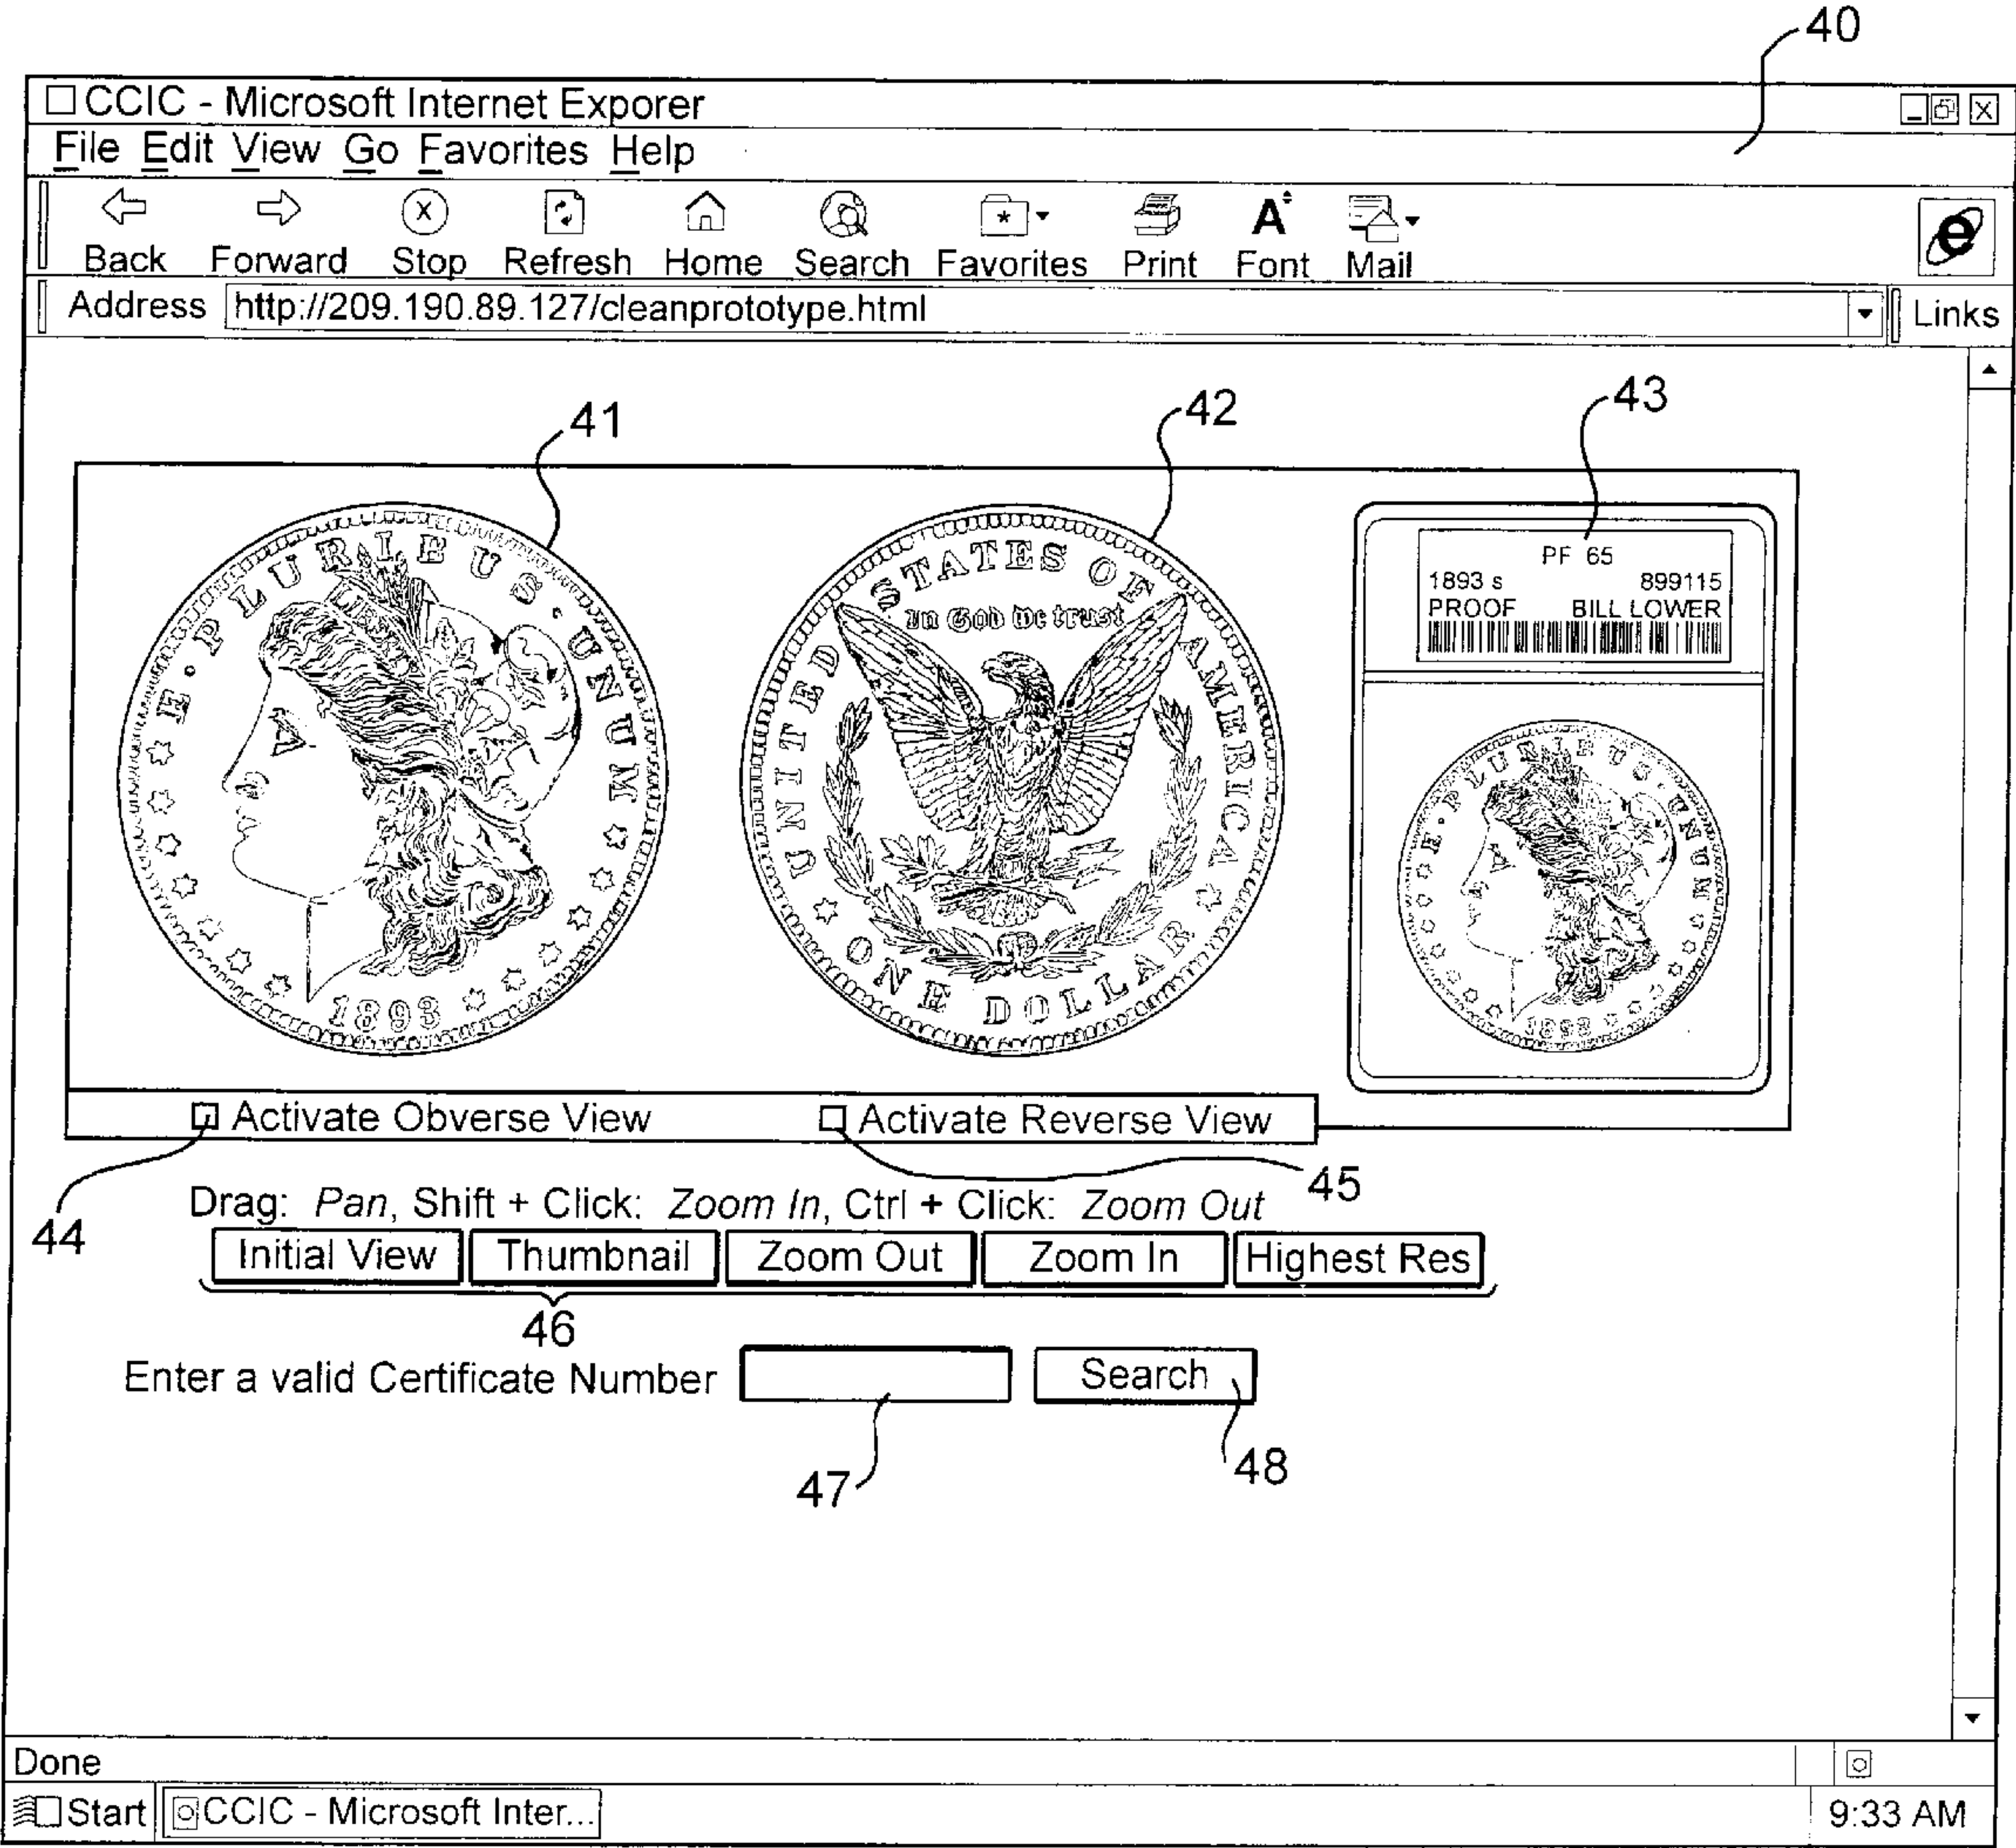 40
CCIC - Microsoft Internet Exporer
File Edit View Go Favorites Help
Back Forward Stop Refresh Home Search Favorites Print Font Mail
Address http://209.190.89.127/cleanprototype.html Links
41 42 43
E·PLURIBUS·UNUM
1893
UNITED STATES OF AMERICA
In God we trust
ONE DOLLAR
PF 65
1893 s 899115
PROOF BILL LOWER
E·PLURIBUS·UNUM
1893
Activate Obverse View Activate Reverse View
44 45
Drag: Pan, Shift + Click: Zoom In, Ctrl + Click: Zoom Out
Initial View Thumbnail Zoom Out Zoom In Highest Res
46
Enter a valid Certificate Number Search
47 48
Done
Start CCIC - Microsoft Inter... 9:33 AM